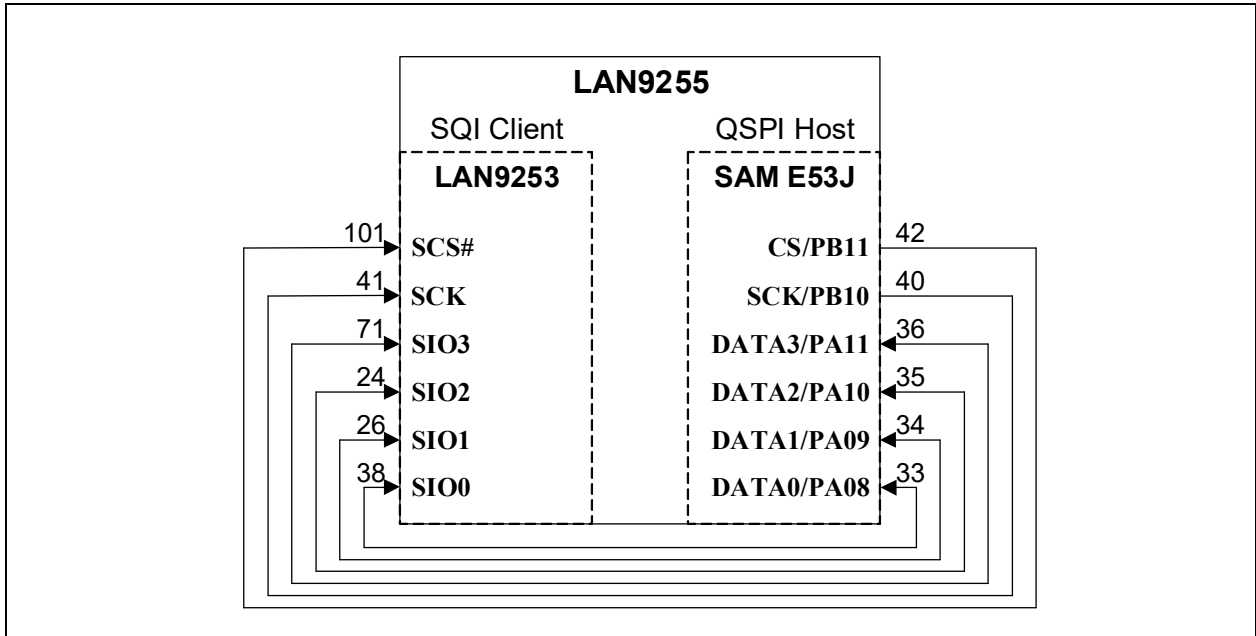 LAN9255
SQI Client QSPI Host
LAN9253 SAM E53J
101 SCS# CS/PB11 42
41 SCK SCK/PB10 40
71 SIO3 DATA3/PA11 36
24 SIO2 DATA2/PA10 35
26 SIO1 DATA1/PA09 34
38 SIO0 DATA0/PA08 33